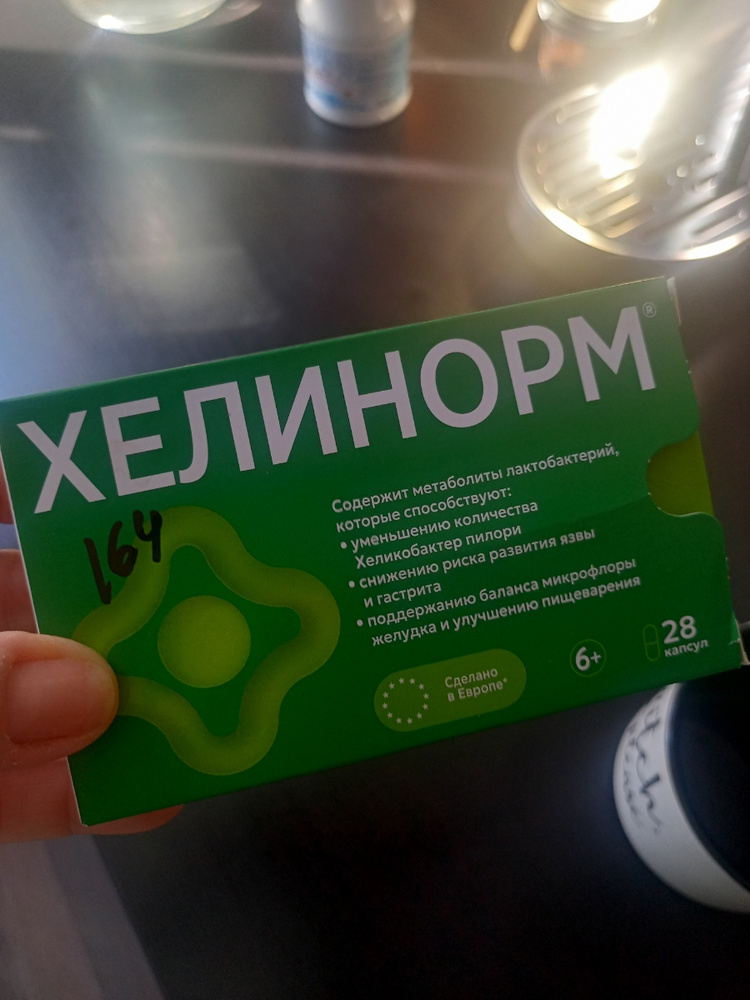 ХЕЛИНОРМ®
164
Содержит метаболиты лактобактерий,
которые способствуют:
• уменьшению количества
Хеликобактер пилори
• снижению риска развития язвы
и гастрита
• поддержанию баланса микрофлоры
желудка и улучшению пищеварения
Сделано
в Европе*
6+
28
капсул